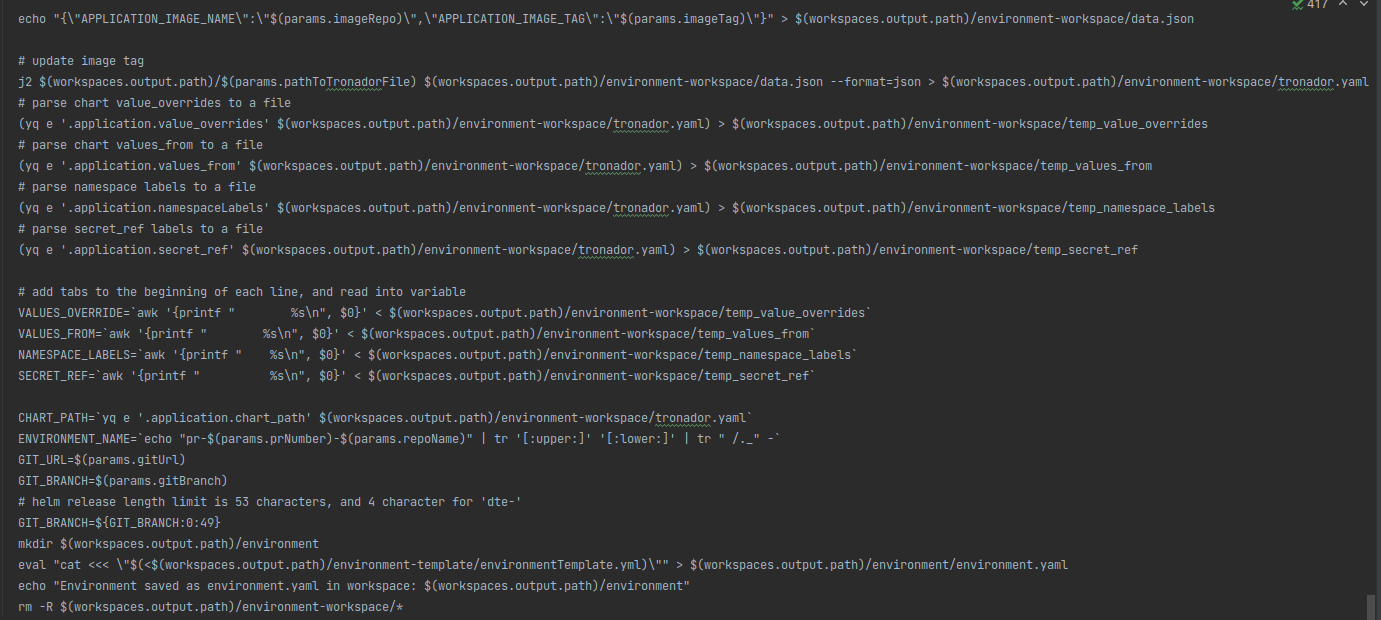 417
echo "{\"APPLICATION_IMAGE_NAME\":\"$(params.imageRepo)\",\"APPLICATION_IMAGE_TAG\":\"$(params.imageTag)\"}" > $(workspaces.output.path)/environment-workspace/data.json
# update image tag
j2 $(workspaces.output.path)/$(params.pathToTronadorFile) $(workspaces.output.path)/environment-workspace/data.json --format=json > $(workspaces.output.path)/environment-workspace/tronador.yaml
# parse chart value_overrides to a file
(yq e '.application.value_overrides' $(workspaces.output.path)/environment-workspace/tronador.yaml) > $(workspaces.output.path)/environment-workspace/temp_value_overrides
# parse chart values_from to a file
(yq e '.application.values_from' $(workspaces.output.path)/environment-workspace/tronador.yaml) > $(workspaces.output.path)/environment-workspace/temp_values_from
# parse namespace labels to a file
(yq e '.application.namespaceLabels' $(workspaces.output.path)/environment-workspace/tronador.yaml) > $(workspaces.output.path)/environment-workspace/temp_namespace_labels
# parse secret_ref labels to a file
(yq e '.application.secret_ref' $(workspaces.output.path)/environment-workspace/tronador.yaml) > $(workspaces.output.path)/environment-workspace/temp_secret_ref
# add tabs to the beginning of each line, and read into variable
VALUES_OVERRIDE=`awk '{printf "        %s\n", $0}' < $(workspaces.output.path)/environment-workspace/temp_value_overrides`
VALUES_FROM=`awk '{printf "        %s\n", $0}' < $(workspaces.output.path)/environment-workspace/temp_values_from`
NAMESPACE_LABELS=`awk '{printf "    %s\n", $0}' < $(workspaces.output.path)/environment-workspace/temp_namespace_labels`
SECRET_REF=`awk '{printf "          %s\n", $0}' < $(workspaces.output.path)/environment-workspace/temp_secret_ref`
CHART_PATH=`yq e '.application.chart_path' $(workspaces.output.path)/environment-workspace/tronador.yaml`
ENVIRONMENT_NAME=`echo "pr-$(params.prNumber)-$(params.repoName)" | tr '[:upper:]' '[:lower:]' | tr " /._" -`
GIT_URL=$(params.gitUrl)
GIT_BRANCH=$(params.gitBranch)
# helm release length limit is 53 characters, and 4 character for 'dte-'
GIT_BRANCH=${GIT_BRANCH:0:49}
mkdir $(workspaces.output.path)/environment
eval "cat <<< \"$(<$(workspaces.output.path)/environment-template/environmentTemplate.yml)\"" > $(workspaces.output.path)/environment/environment.yaml
echo "Environment saved as environment.yaml in workspace: $(workspaces.output.path)/environment"
rm -R $(workspaces.output.path)/environment-workspace/*